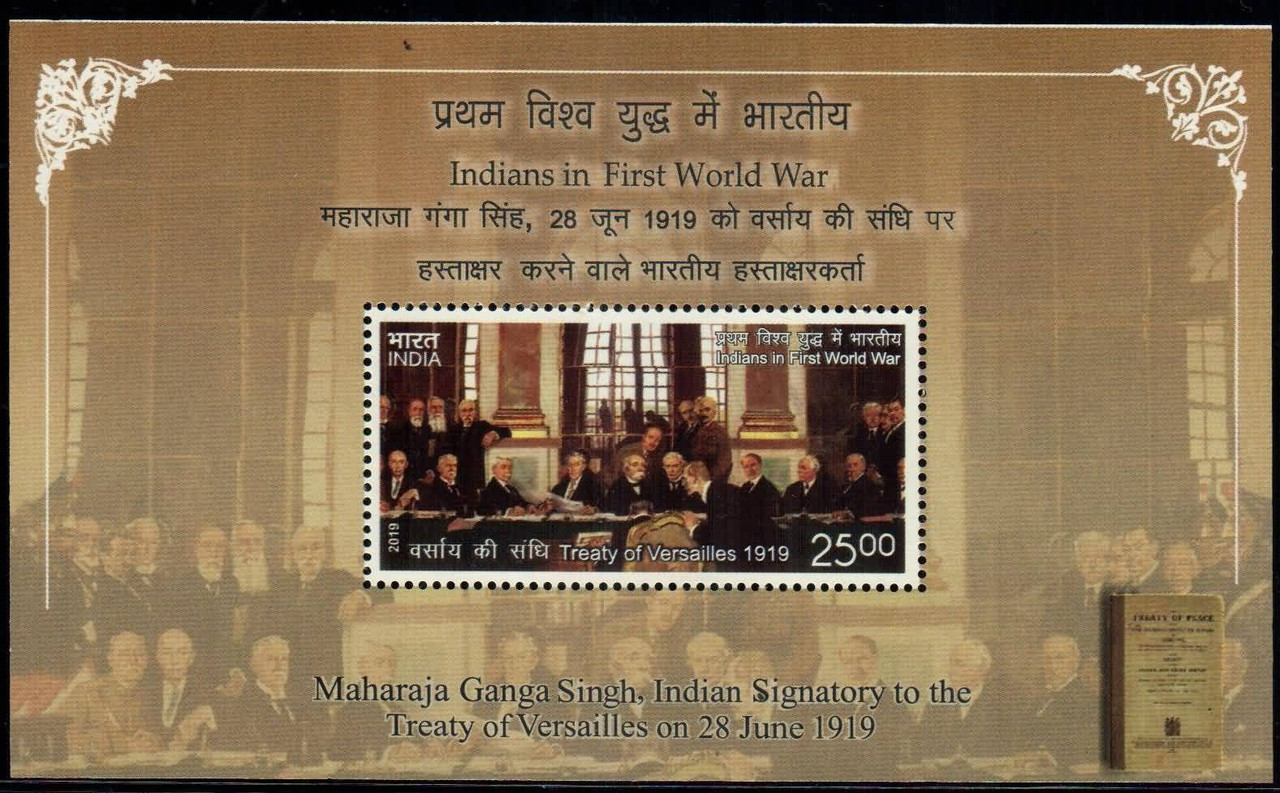 प्रथम विश्व युद्ध में भारतीय
Indians in First World War
महाराजा गंगा सिंह, 28 जून 1919 को वर्साय की संधि पर
हस्ताक्षर करने वाले भारतीय हस्ताक्षरकर्ता
भारत
INDIA
प्रथम विश्व युद्ध में भारतीय
Indians in First World War
2019
वर्साय की संधि Treaty of Versailles 1919
2500
TREATY OF PEACE
Maharaja Ganga Singh, Indian Signatory to the
Treaty of Versailles on 28 June 1919